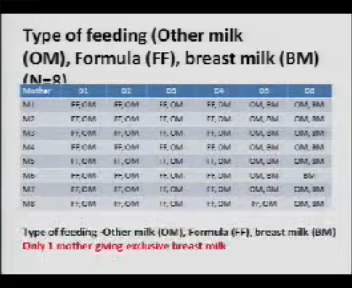 Type of feeding (Other milk
(OM), Formula (FF), breast milk (BM)
(N=8)
Mother D1 D2 D3 D4 D5 D6
M1 FF,OM FF,OM FF,OM FF,OM OM, BM OM, BM
M2 FF,OM FF,OM FF,OM FF,OM OM, BM OM, BM
M3 FF,OM FF,OM FF,OM FF,OM OM, BM OM, BM
M4 FF,OM FF,OM FF,OM FF,OM OM, BM OM, BM
M5 FF,OM FF,OM FF,OM FF,OM OM, BM OM, BM
M6 FF,OM FF,OM FF,OM FF,OM OM, BM BM
M7 FF,OM FF,OM FF,OM FF,OM OM, BM OM, BM
M8 FF,OM FF,OM FF,OM FF,OM FF, OM OM, BM
Type of feeding -Other milk (OM), Formula (FF), breast milk (BM)
Only 1 mother giving exclusive breast milk